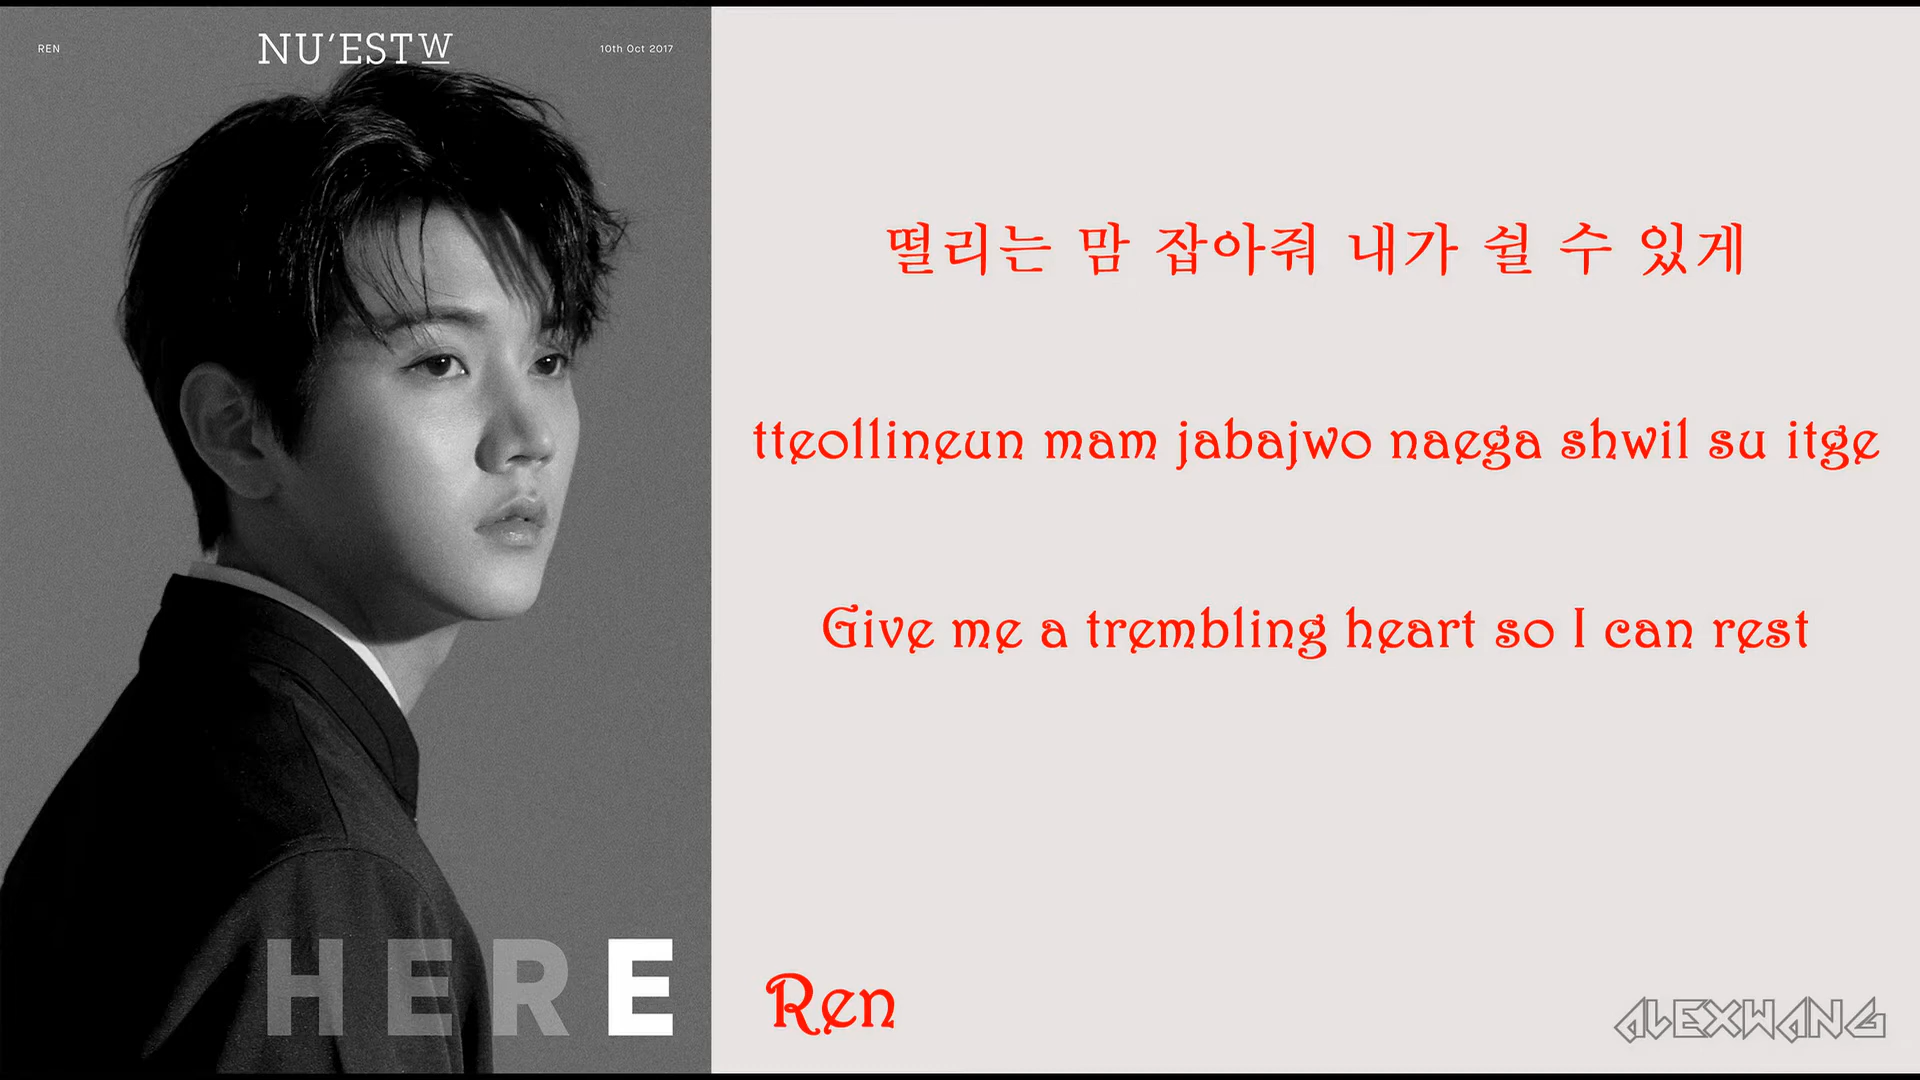 REN
NU'EST W
10th Oct 2017
HERE
떨리는 맘 잡아줘 내가 쉴 수 있게
tteollineun mam jabajwo naega shwil su itge
Give me a trembling heart so I can rest
Ren
ALEXWANG